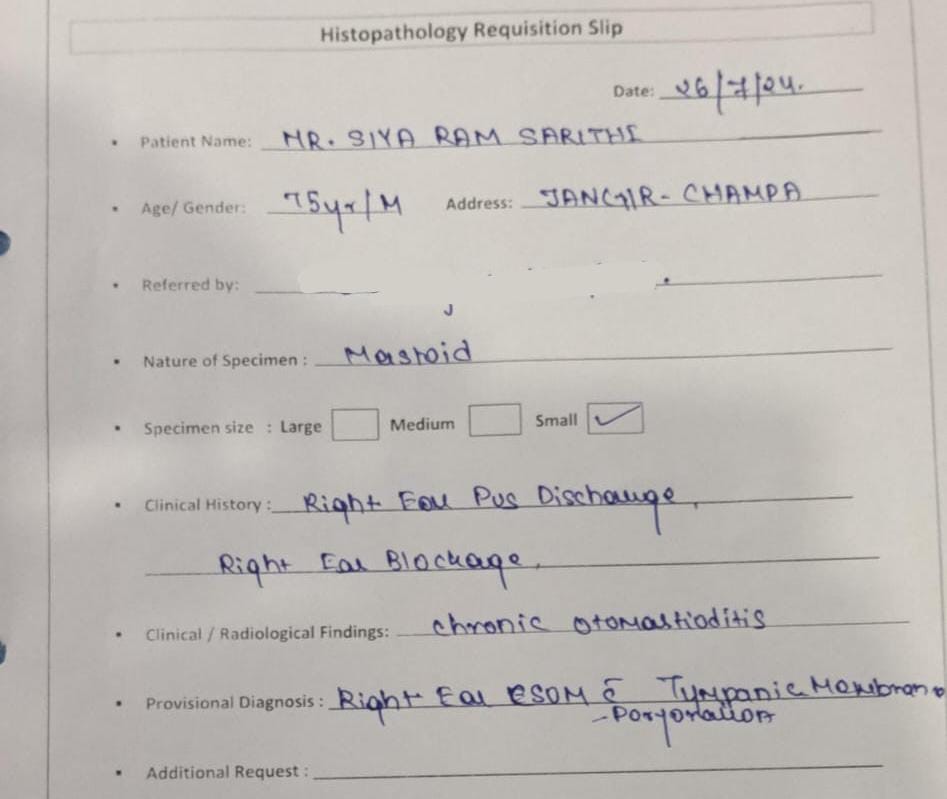 Histopathology Requisition Slip
Date: 26/7/24.
• Patient Name: MR. SIYA RAM SARITHI
• Age/ Gender: 75yr/M Address: JANGIR- CHAMPA
• Referred by:
• Nature of Specimen : Mastoid
• Specimen size : Large Medium Small ✓
• Clinical History : Right Ear Pus Discharge,
Right Ear Blockage,
• Clinical / Radiological Findings: chronic otomastioditis
• Provisional Diagnosis : Right Ear CSOM c̄ Tympanic Membrane
- Perforation
• Additional Request :